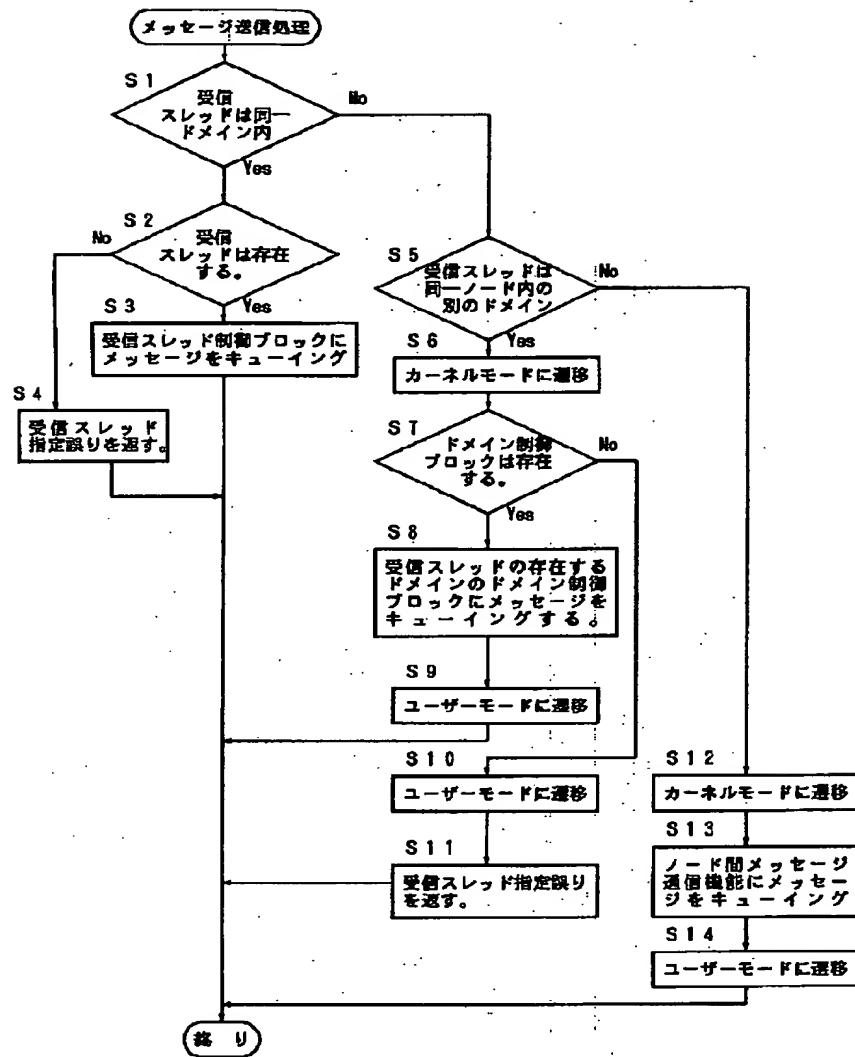 メッセージ送信処理
S1
受信
スレッドは同一
ドメイン内
No
Yes
S2
受信
スレッドは存在
する。
No
Yes
S3
受信スレッド制御ブロックに
メッセージをキューイング
S4
受信スレッド
指定誤りを返す。
S5
受信スレッドは
同一ノード内の
別のドメイン
No
Yes
S6
カーネルモードに遷移
S7
ドメイン制御
ブロックは存在
する。
No
Yes
S8
受信スレッドの存在する
ドメインのドメイン制御
ブロックにメッセージを
キューイングする。
S9
ユーザーモードに遷移
S10
ユーザーモードに遷移
S11
受信スレッド指定誤り
を返す。
S12
カーネルモードに遷移
S13
ノード間メッセージ
通信機能にメッセー
ジをキューイング
S14
ユーザーモードに遷移
終り